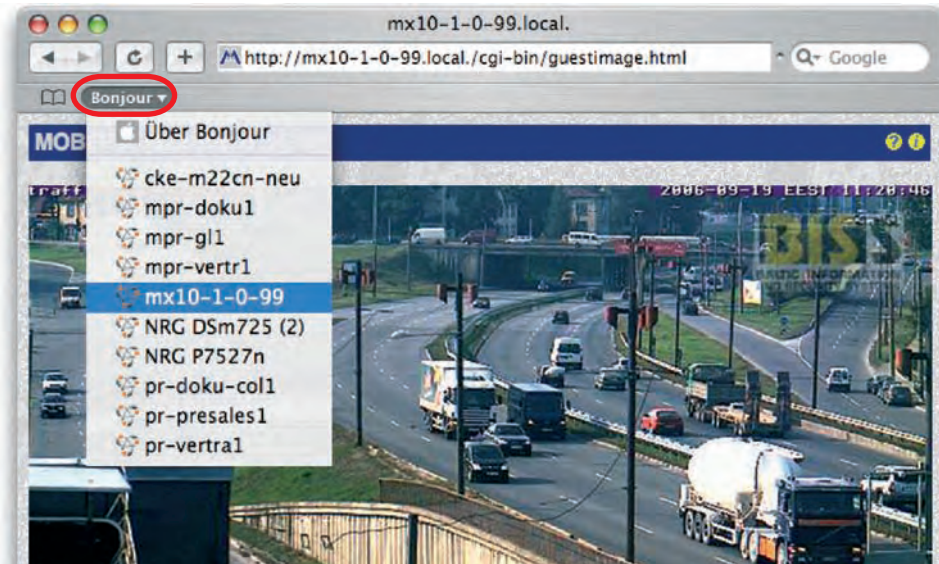 mx10-1-0-99.local.
http://mx10-1-0-99.local./cgi-bin/guestimage.html
Google
Bonjour
Über Bonjour
MOB
cke-m22cn-neu
traff
2006-09-19 EEST 11:20:46
mpr-doku1
mpr-gl1
BIS S
mpr-vertr1
BALTIC INFORMATION
mx10-1-0-99
NRG DSm725 (2)
NRG P7527n
pr-doku-col1
pr-presales1
pr-vertra1